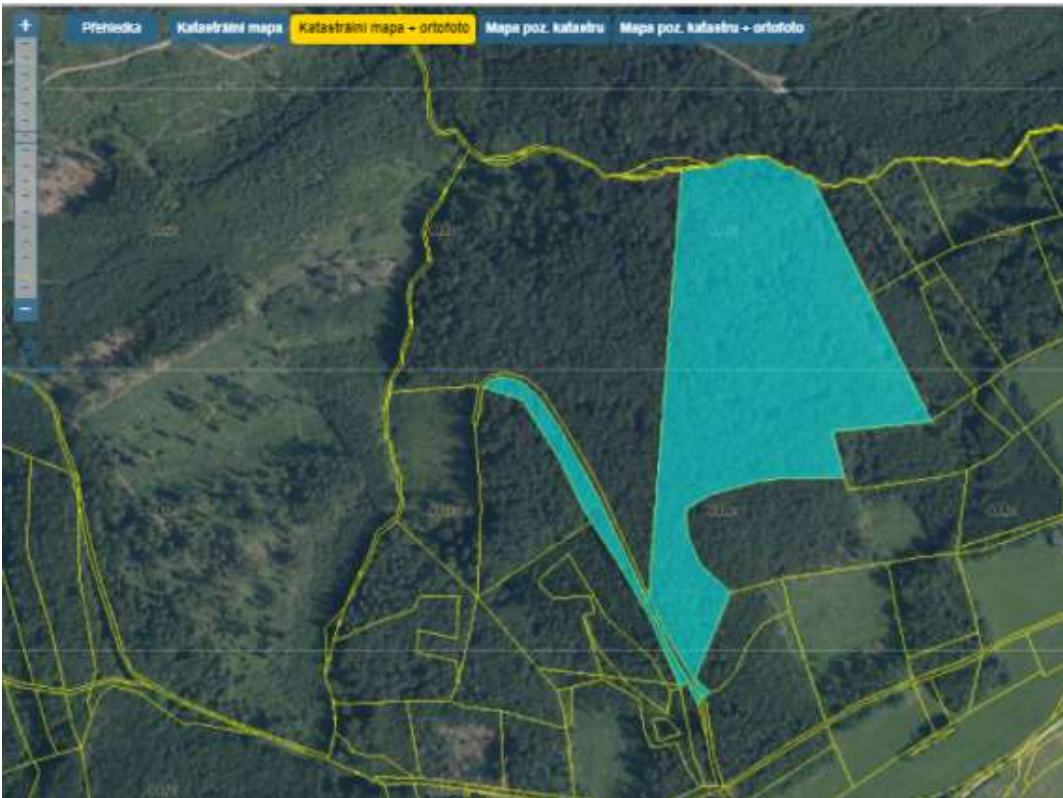 Přehledka
Katastrální mapa
Katastrální mapa + ortofoto
Mapa poz. katastru
Mapa poz. katastru + ortofoto